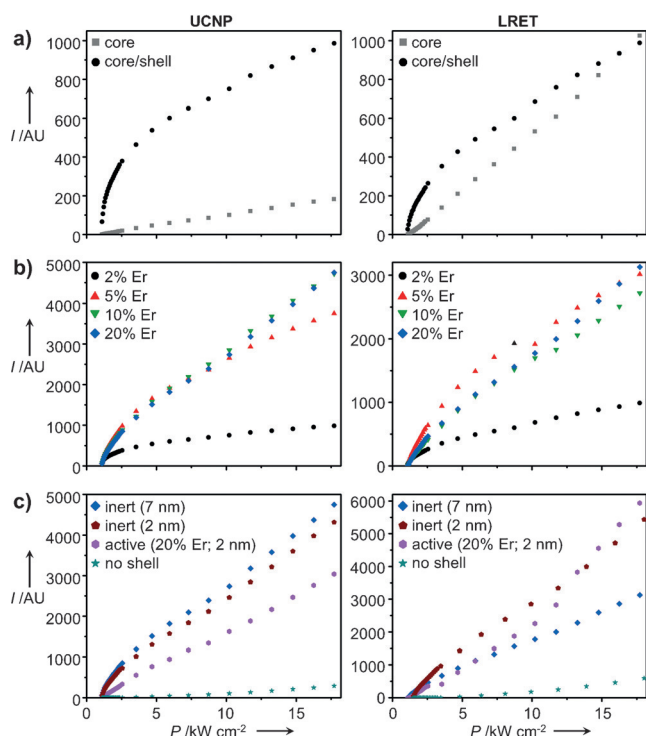 UCNP LRET
a)
1000 1000
core core
core/shell core/shell
800 800
600 600
I /AU
400 400
200 200
0 0
b)
5000
2% Er 3000 2% Er
5% Er 5% Er
4000 10% Er 10% Er
20% Er 20% Er
3000 2000
I /AU
2000
1000
1000
0 0
c)
5000 6000
inert (7 nm) inert (7 nm)
inert (2 nm) 5000 inert (2 nm)
4000 active (20% Er; 2 nm) active (20% Er; 2 nm)
no shell 4000 no shell
3000
I /AU 3000
2000
2000
1000 1000
0 0
0 5 10 15 0 5 10 15
P /kW cm⁻² P /kW cm⁻²